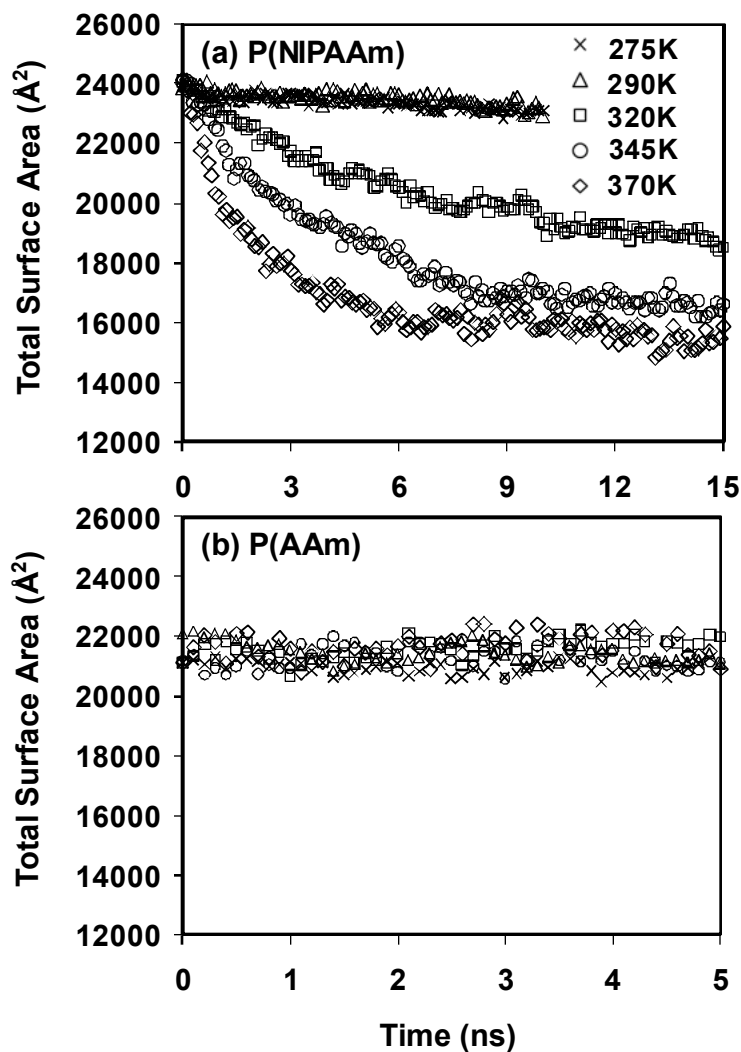 26000
(a) P(NIPAAm)
× 275K
24000
△ 290K
22000
□ 320K
○ 345K
20000
◇ 370K
18000
16000
14000
12000
0 3 6 9 12 15
Total Surface Area (Å²)
26000
(b) P(AAm)
24000
22000
20000
18000
16000
14000
12000
0 1 2 3 4 5
Total Surface Area (Å²)
Time (ns)